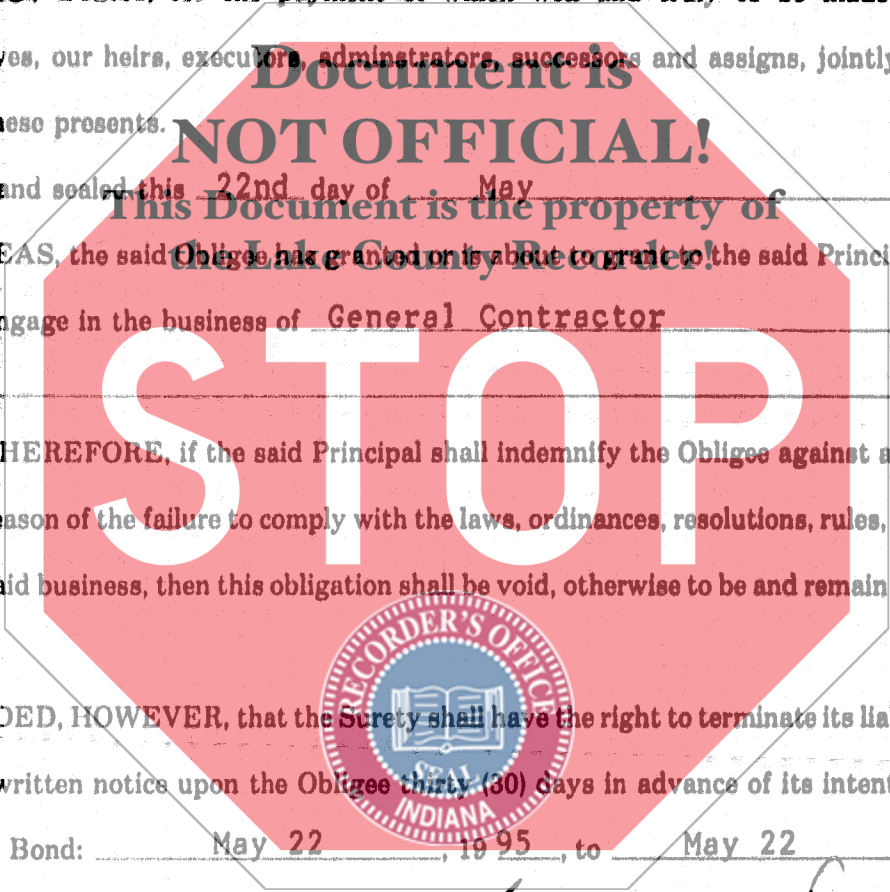 ves, our heirs, executors, adminstrators, successors and assigns, jointly
Document is
hese presents.
NOT OFFICIAL!
and sealed this 22nd day of May
This Document is the property of
EAS, the said Obligee has granted or is about to grant to the said Princi
the Lake County Recorder!
ngage in the business of General Contractor
STOP
HEREFORE, if the said Principal shall indemnify the Obligee against a
eason of the failure to comply with the laws, ordinances, resolutions, rules,
aid business, then this obligation shall be void, otherwise to be and remain
RECORDER'S OFFICE
DED, HOWEVER, that the Surety shall have the right to terminate its lia
SEAL
written notice upon the Obligee thirty (30) days in advance of its intent
INDIANA
Bond: May 22, 1995, to May 22